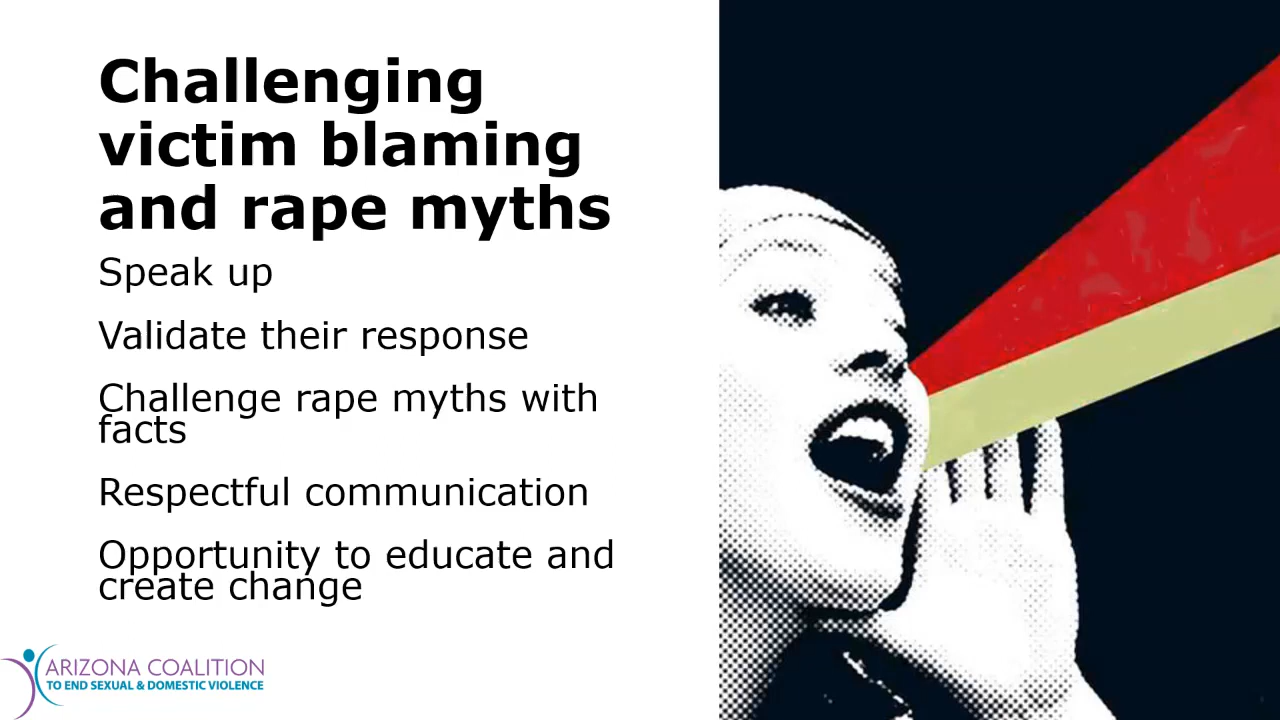 Challenging
victim blaming
and rape myths
Speak up
Validate their response
Challenge rape myths with
facts
Respectful communication
Opportunity to educate and
create change
ARIZONA COALITION
TO END SEXUAL & DOMESTIC VIOLENCE